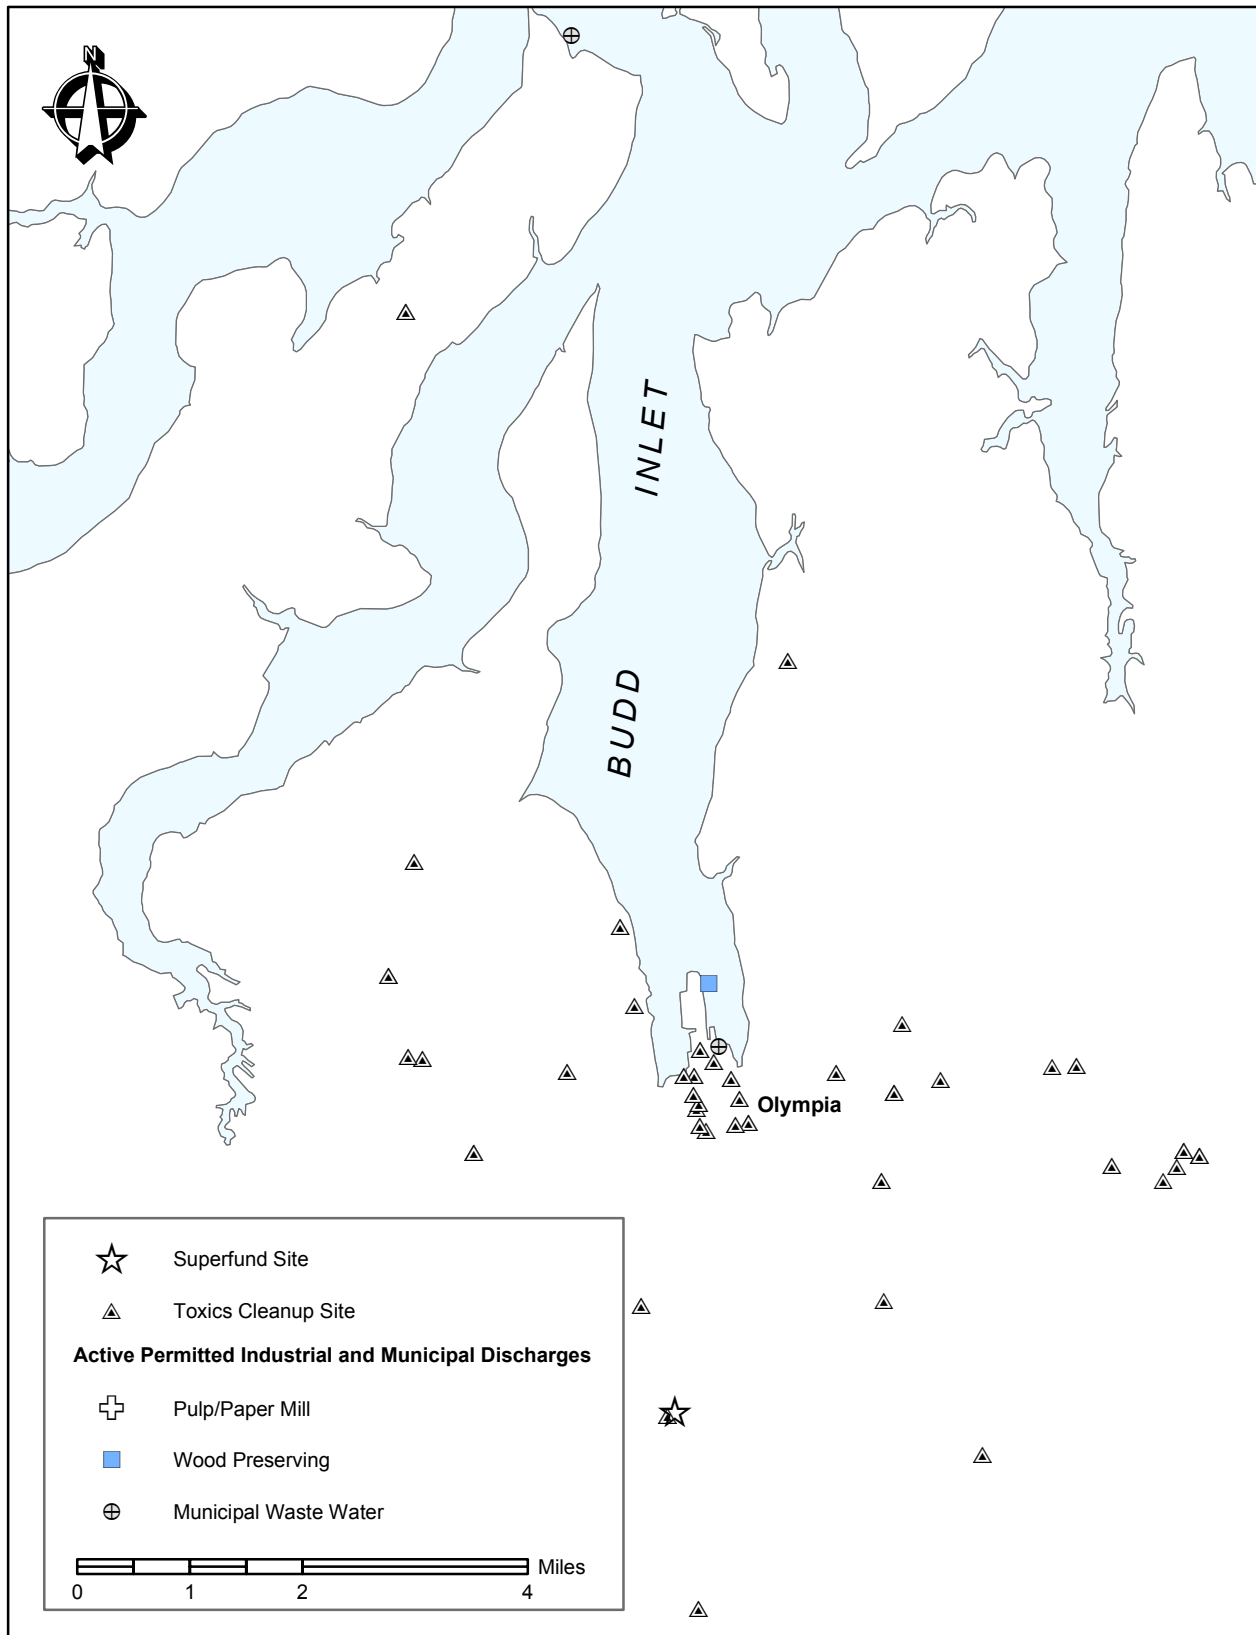 N
INLET
BUDD
Olympia
Superfund Site
Toxics Cleanup Site
Active Permitted Industrial and Municipal Discharges
Pulp/Paper Mill
Wood Preserving
Municipal Waste Water
Miles
0 1 2 4